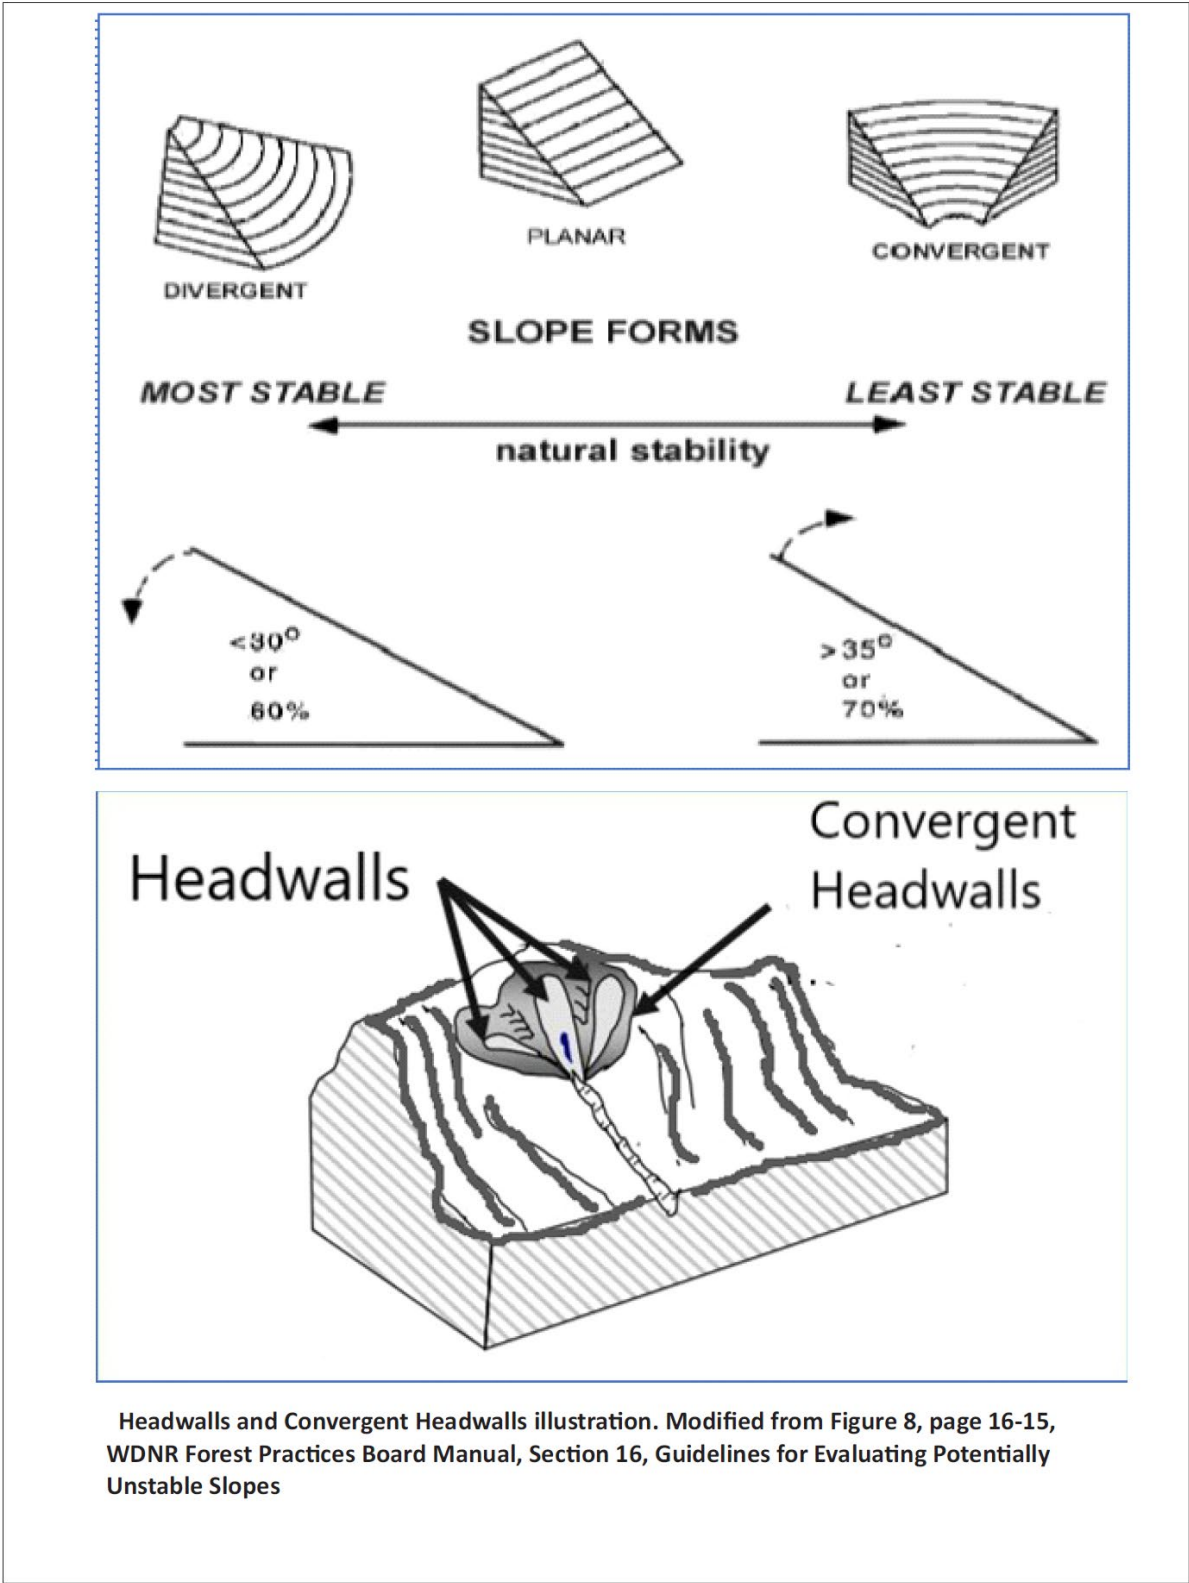 DIVERGENT
PLANAR
CONVERGENT
SLOPE FORMS
MOST STABLE
LEAST STABLE
natural stability
<30°
or
60%
>35°
or
70%
Headwalls
Convergent
Headwalls
Headwalls and Convergent Headwalls illustration. Modified from Figure 8, page 16-15,
WDNR Forest Practices Board Manual, Section 16, Guidelines for Evaluating Potentially
Unstable Slopes